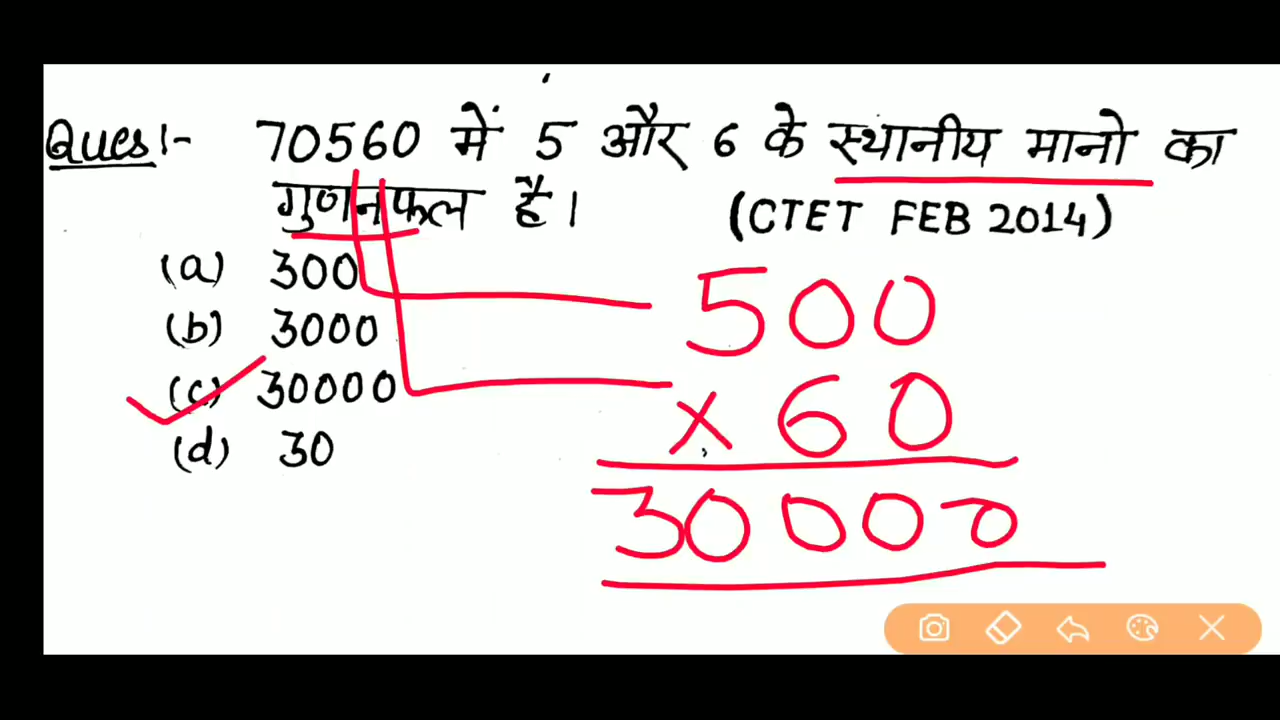 Ques:- 70560 में 5 और 6 के स्थानीय मानो का
गुणनफल है।
(CTET FEB 2014)
(a) 300
(b) 3000
(c) 30000
(d) 30
500
× 60
30000